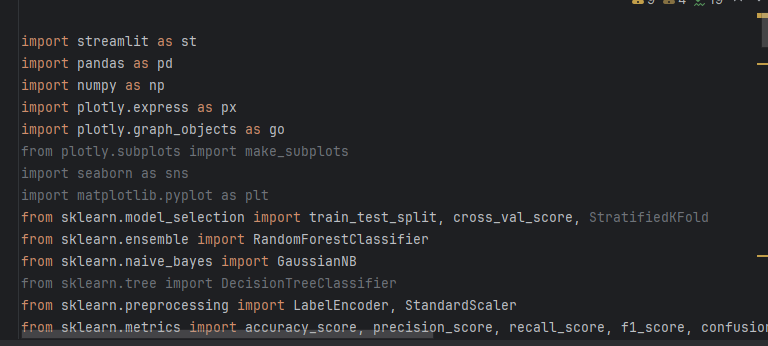 9 4 19
import streamlit as st
import pandas as pd
import numpy as np
import plotly.express as px
import plotly.graph_objects as go
from plotly.subplots import make_subplots
import seaborn as sns
import matplotlib.pyplot as plt
from sklearn.model_selection import train_test_split, cross_val_score, StratifiedKFold
from sklearn.ensemble import RandomForestClassifier
from sklearn.naive_bayes import GaussianNB
from sklearn.tree import DecisionTreeClassifier
from sklearn.preprocessing import LabelEncoder, StandardScaler
from sklearn.metrics import accuracy_score, precision_score, recall_score, f1_score, confusion